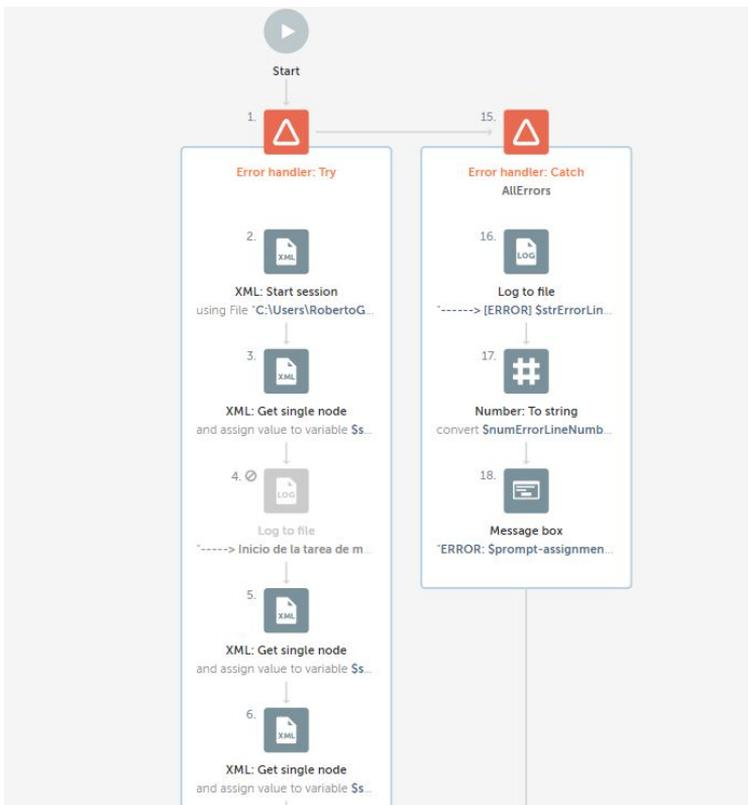 Start
1.
Error handler: Try
2.
XML
XML: Start session
using File "C:\Users\RobertoG...
3.
XML
XML: Get single node
and assign value to variable $s...
4.
LOG
Log to file
"-----> Inicio de la tarea de m...
5.
XML
XML: Get single node
and assign value to variable $s...
6.
XML
XML: Get single node
and assign value to variable $s...
15.
Error handler: Catch
AllErrors
16.
LOG
Log to file
"------> [ERROR] $strErrorLin...
17.
Number: To string
convert $numErrorLineNumb...
18.
Message box
"ERROR: $prompt-assignmen...